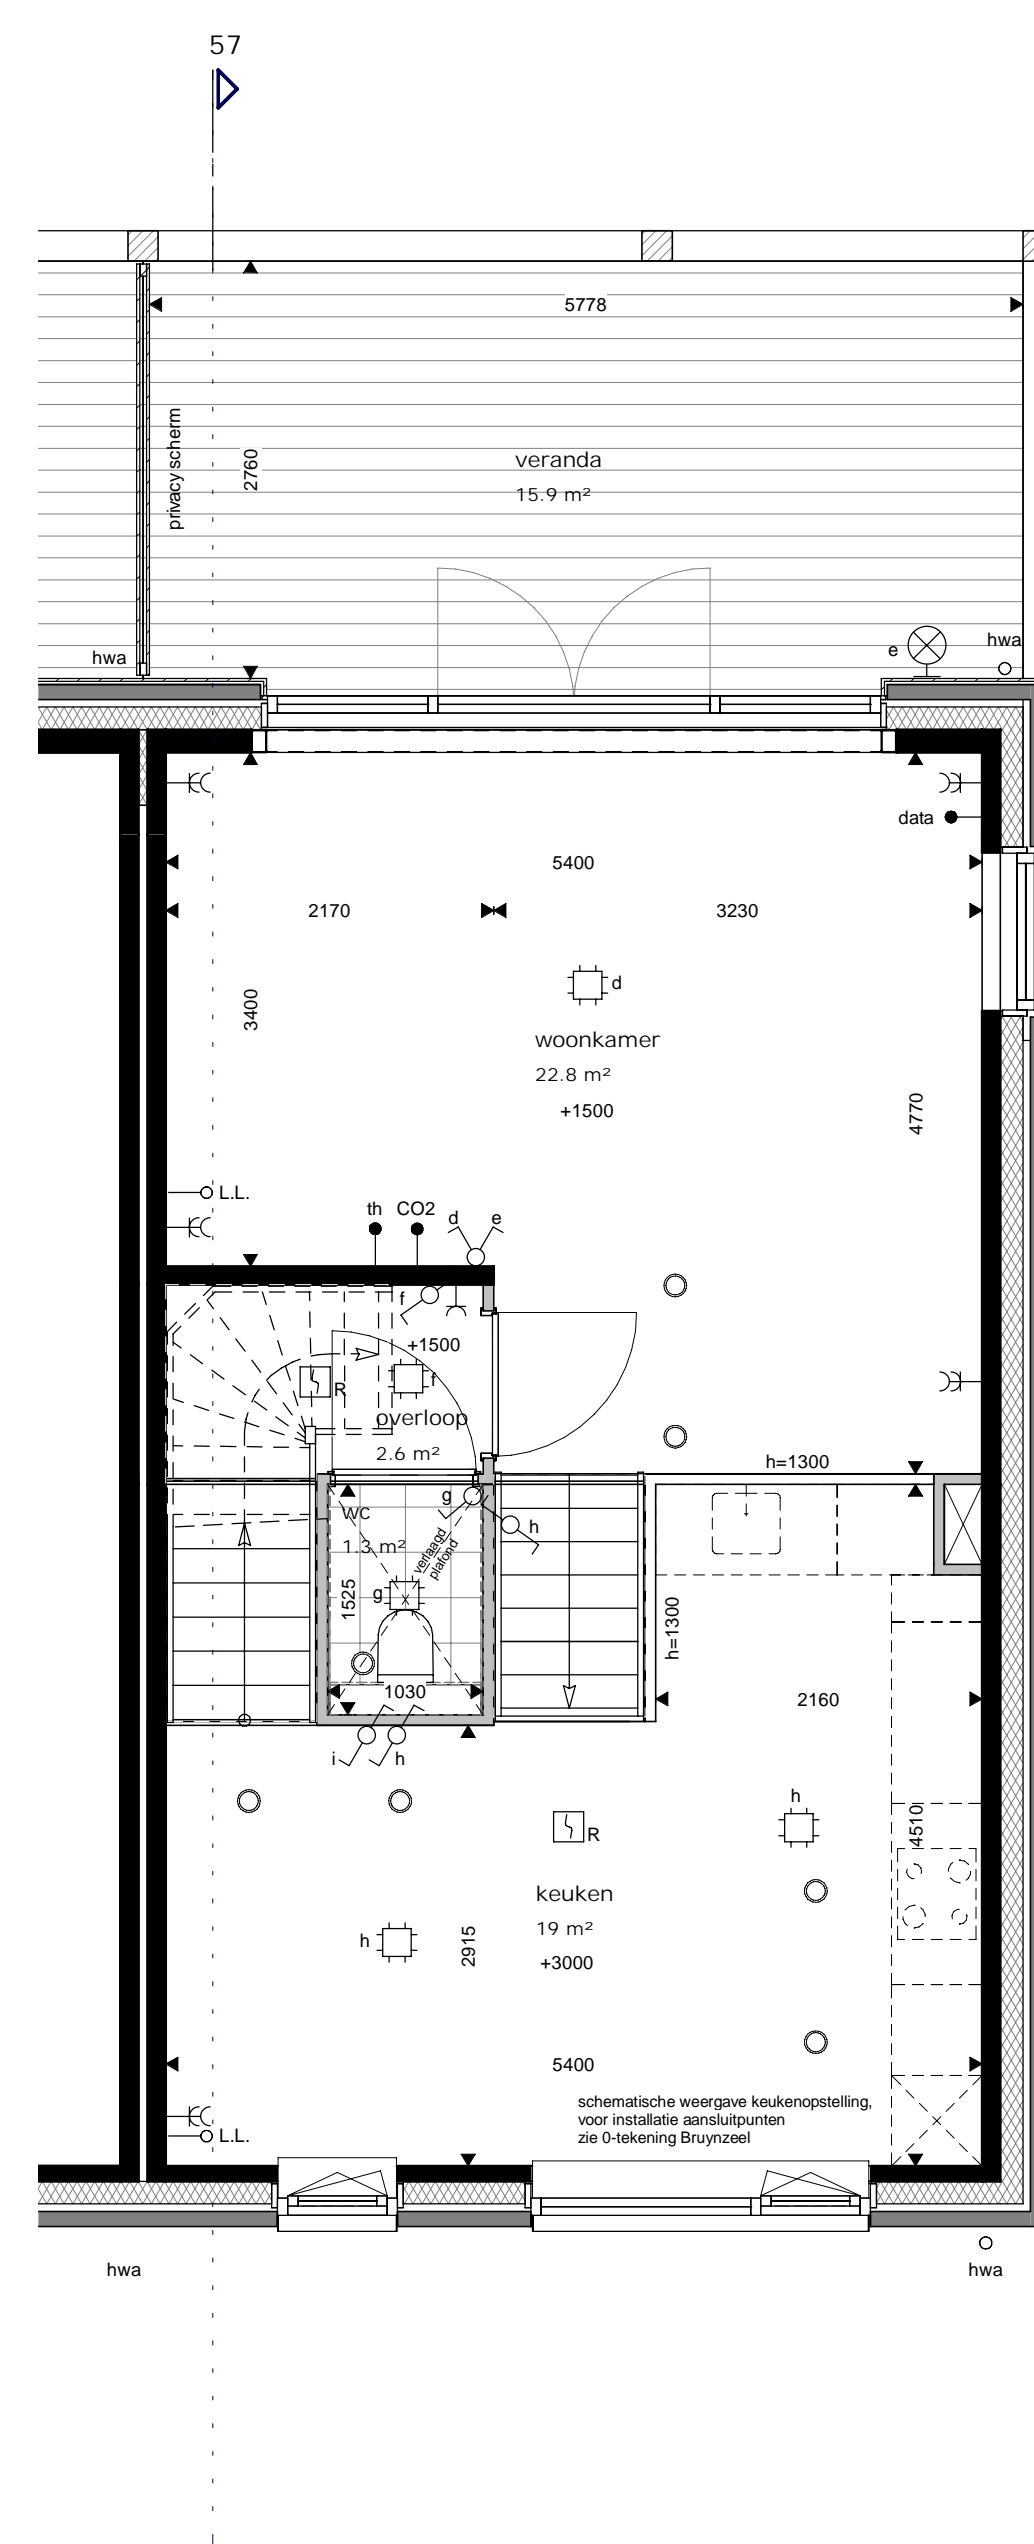 57
5778
privacy scherm
2760
veranda
15.9 m²
hwa
e
hwa
data
5400
2170
3230
3400
d
woonkamer
22.8 m²
+1500
4770
L.L.
th
CO2
d
e
f
+1500
R
f
overloop
2.6 m²
h=1300
g
wc
h
1.3 m²
verlaagd
plafond
g
1525
h=1300
1030
2160
i
h
h
R
4510
keuken
19 m²
h
2915
+3000
5400
schematische weergave keukenopstelling,
voor installatie aansluitpunten
zie 0-tekening Bruynzeel
L.L.
hwa
hwa